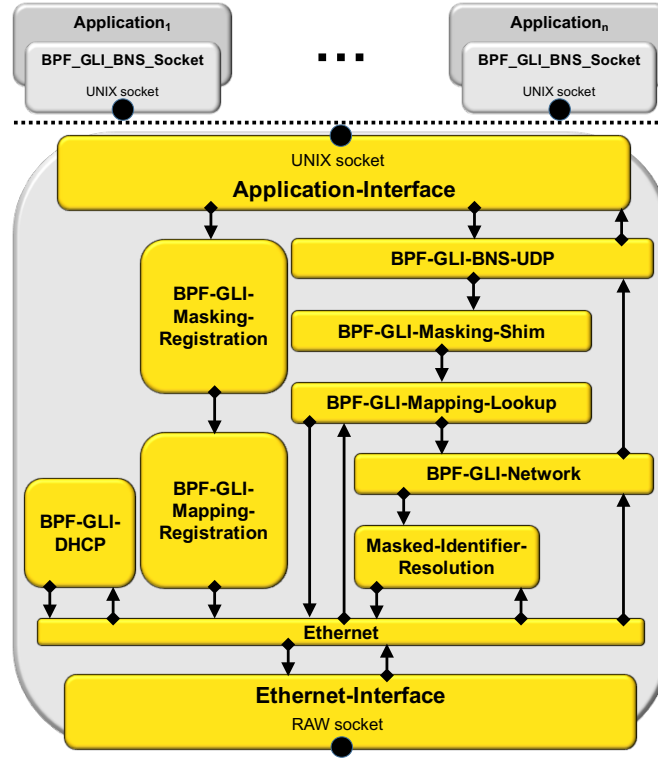 Application₁
BPF_GLI_BNS_Socket
UNIX socket
...
Applicationₙ
BPF_GLI_BNS_Socket
UNIX socket
UNIX socket
Application-Interface
BPF-GLI-
Masking-
Registration
BPF-GLI-BNS-UDP
BPF-GLI-Masking-Shim
BPF-GLI-Mapping-Lookup
BPF-GLI-
Mapping-
Registration
BPF-GLI-Network
BPF-GLI-
DHCP
Masked-Identifier-
Resolution
Ethernet
Ethernet-Interface
RAW socket